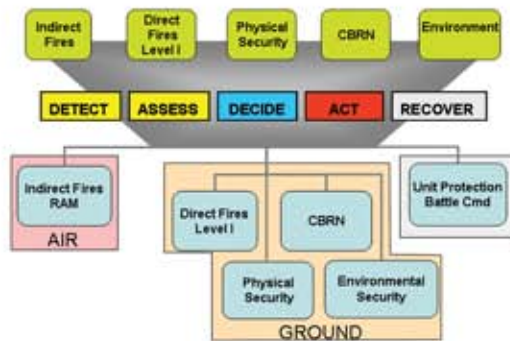 Indirect
Fires
Direct
Fires
Level I
Physical
Security
CBRN
Environment
DETECT
ASSESS
DECIDE
ACT
RECOVER
Indirect Fires
RAM
AIR
Direct Fires
Level I
CBRN
Physical
Security
Environmental
Security
GROUND
Unit Protection
Battle Cmd